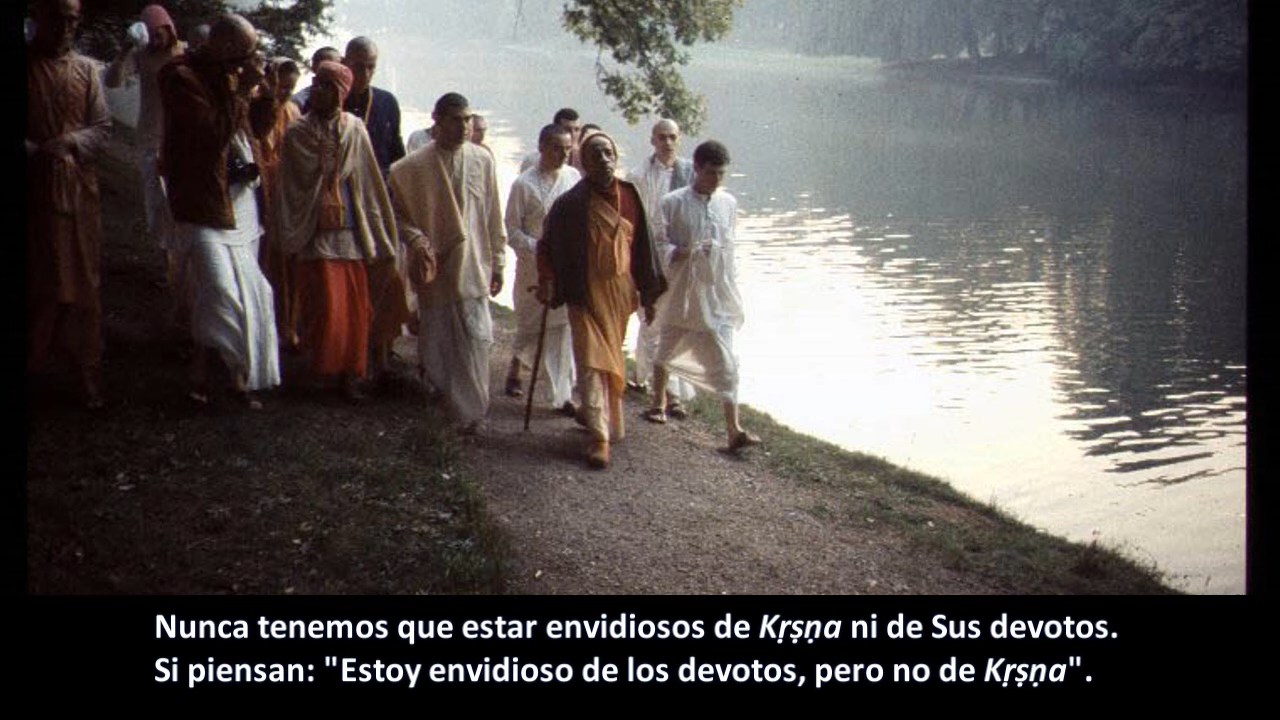 Nunca tenemos que estar envidiosos de Kṛṣṇa ni de Sus devotos.
Si piensan: "Estoy envidioso de los devotos, pero no de Kṛṣṇa".